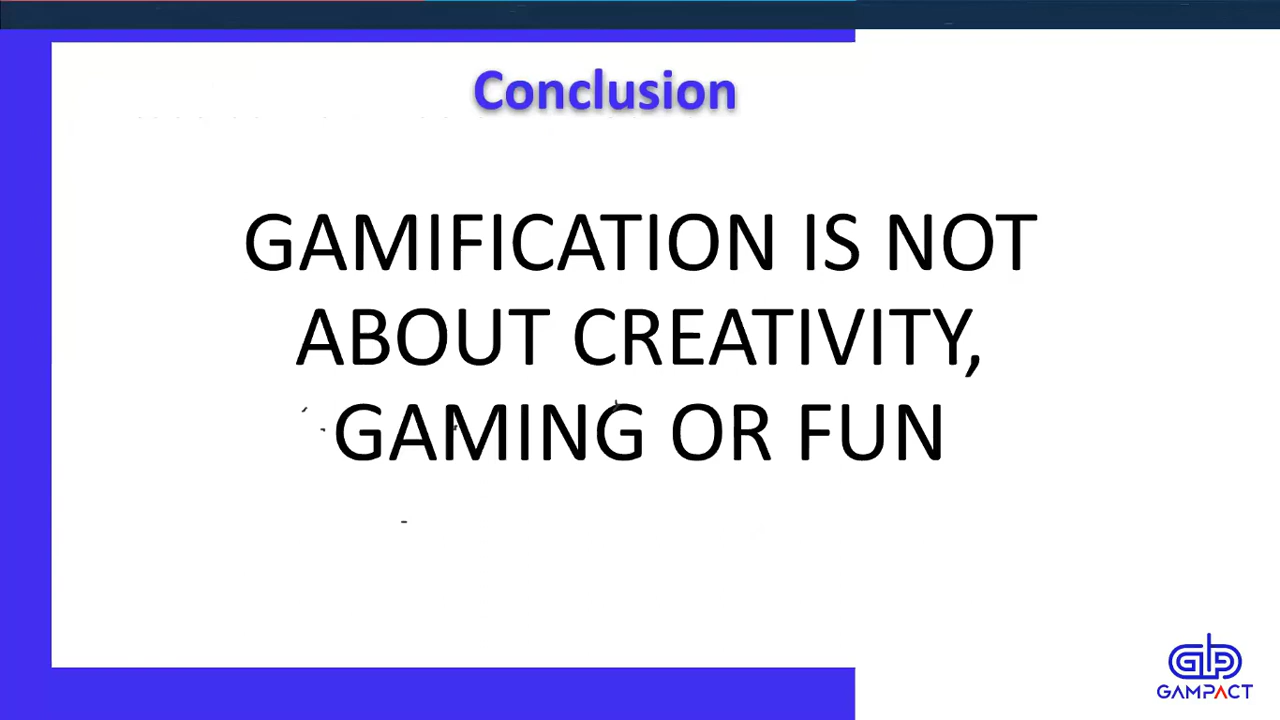 Conclusion
GAMIFICATION IS NOT
ABOUT CREATIVITY,
GAMING OR FUN
GAMPACT